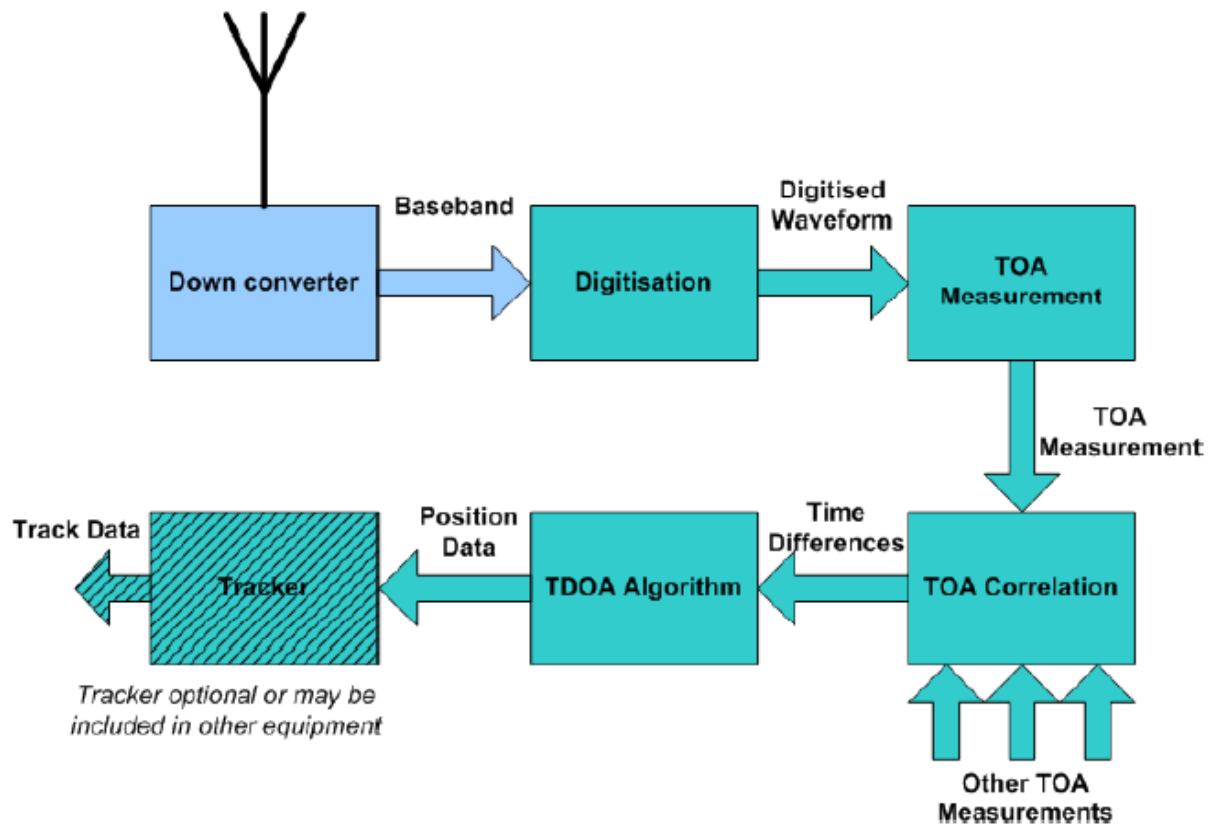 Baseband
Digitised
Waveform
Down converter
Digitisation
TOA
Measurement
TOA
Measurement
Track Data
Position
Data
Time
Differences
Tracker
TDOA Algorithm
TOA Correlation
Tracker optional or may be
included in other equipment
Other TOA
Measurements